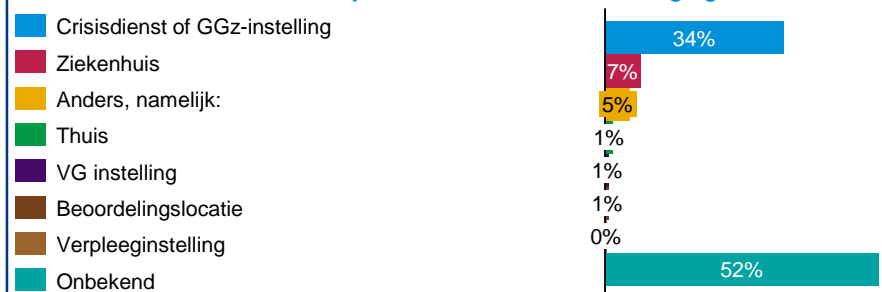 Crisisdienst of GGz-instelling 34%
Ziekenhuis 7%
Anders, namelijk: 5%
Thuis 1%
VG instelling 1%
Beoordelingslocatie 1%
Verpleeginstelling 0%
Onbekend 52%